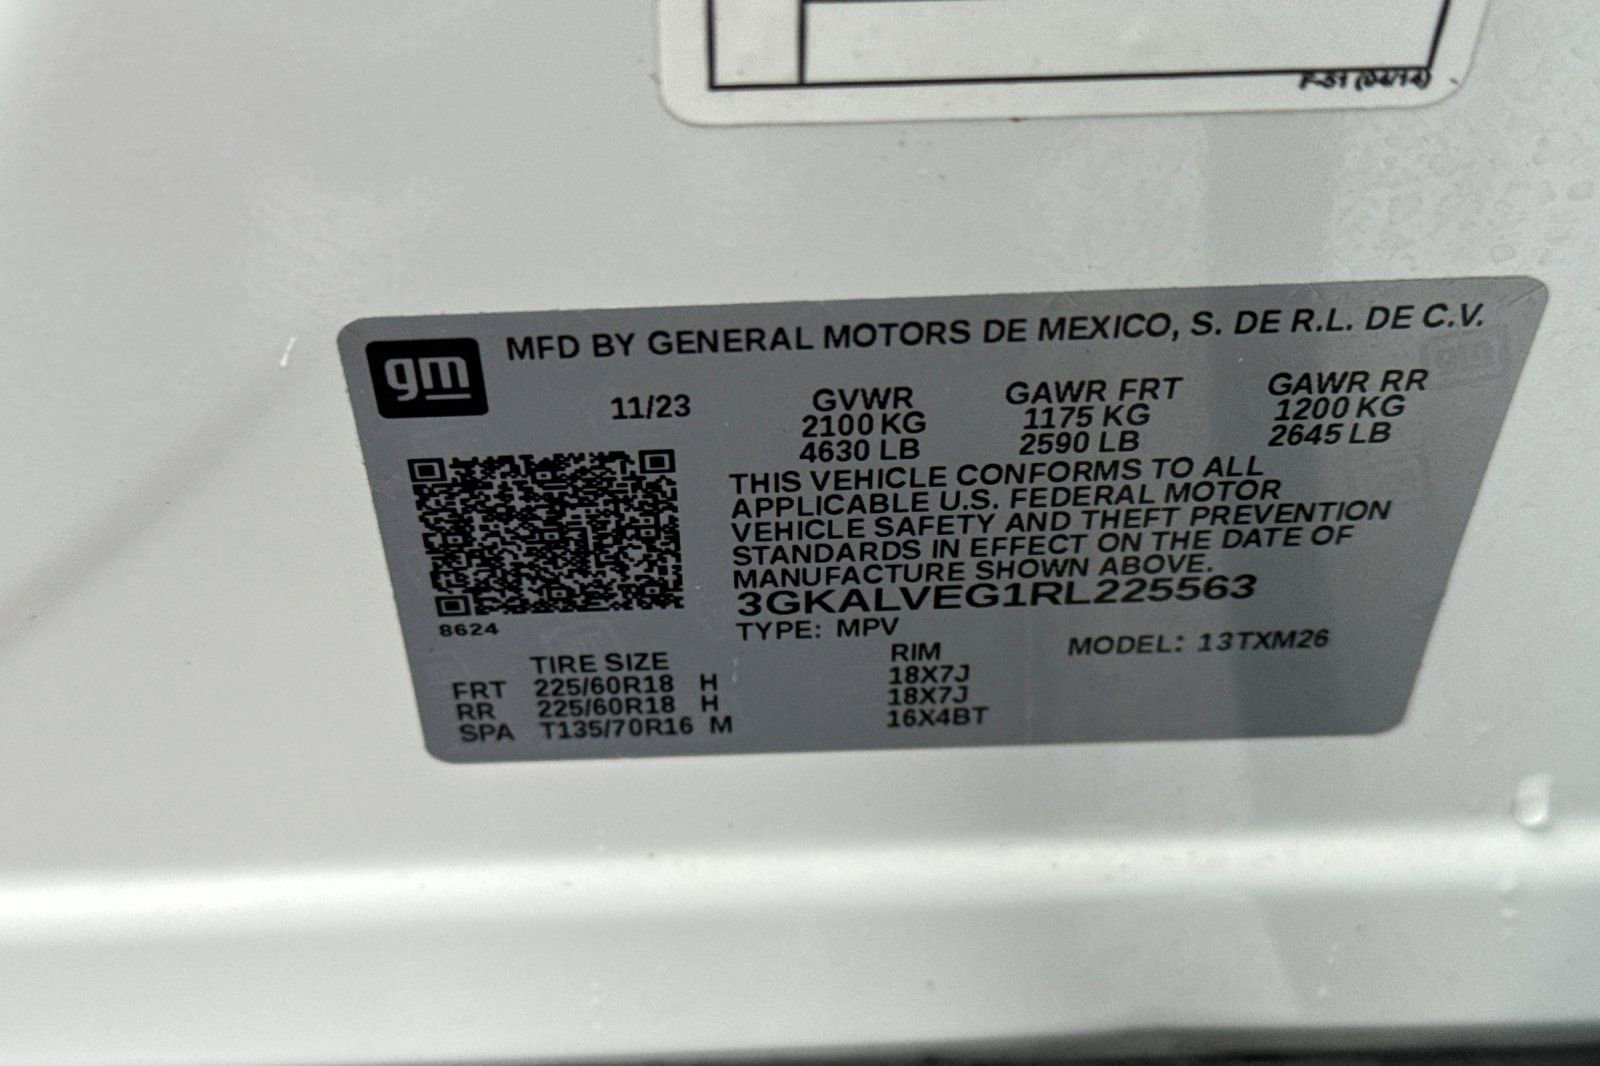 F-51 (04/14)
gm MFD BY GENERAL MOTORS DE MEXICO, S. DE R.L. DE C.V.
11/23 GVWR GAWR FRT GAWR RR
2100 KG 1175 KG 1200 KG
4630 LB 2590 LB 2645 LB
THIS VEHICLE CONFORMS TO ALL
APPLICABLE U.S. FEDERAL MOTOR
VEHICLE SAFETY AND THEFT PREVENTION
STANDARDS IN EFFECT ON THE DATE OF
MANUFACTURE SHOWN ABOVE.
3GKALVEG1RL225563
8624
TYPE: MPV MODEL: 13TXM26
TIRE SIZE RIM
FRT 225/60R18 H 18X7J
RR 225/60R18 H 18X7J
SPA T135/70R16 M 16X4BT